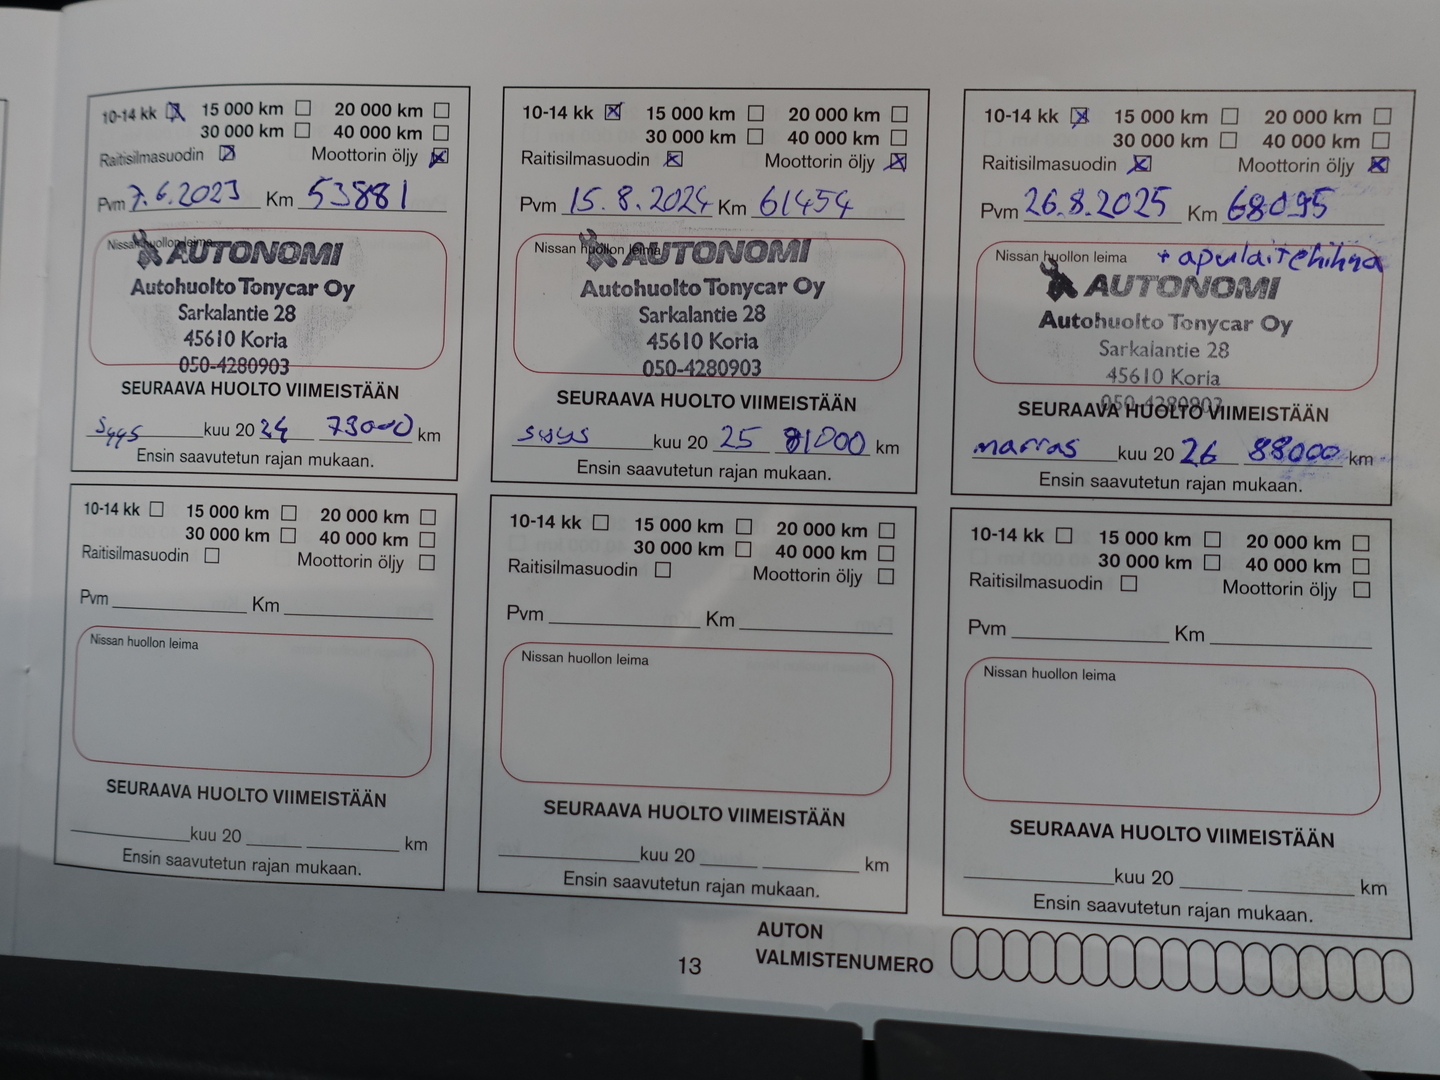 10-14 kk 15 000 km 20 000 km
30 000 km 40 000 km
Raitisilmasuodin Moottorin öljy
Pvm 7.6.2023 Km 53881
Nissan huollon leima
AUTONOMI
Autohuolto Tonycar Oy
Sarkalantie 28
45610 Koria
050-4280903
SEURAAVA HUOLTO VIIMEISTÄÄN
syys kuu 20 24 73000 km
Ensin saavutetun rajan mukaan.
10-14 kk 15 000 km 20 000 km
30 000 km 40 000 km
Raitisilmasuodin Moottorin öljy
Pvm 15.8.2024 Km 61454
Nissan huollon leima
AUTONOMI
Autohuolto Tonycar Oy
Sarkalantie 28
45610 Koria
050-4280903
SEURAAVA HUOLTO VIIMEISTÄÄN
syys kuu 20 25 81000 km
Ensin saavutetun rajan mukaan.
10-14 kk 15 000 km 20 000 km
30 000 km 40 000 km
Raitisilmasuodin Moottorin öljy
Pvm 26.8.2025 Km 68095
Nissan huollon leima + apulaitehihna
AUTONOMI
Autohuolto Tonycar Oy
Sarkalantie 28
45610 Koria
050-4280903
SEURAAVA HUOLTO VIIMEISTÄÄN
marras kuu 20 26 88000 km
Ensin saavutetun rajan mukaan.
10-14 kk 15 000 km 20 000 km
30 000 km 40 000 km
Raitisilmasuodin Moottorin öljy
Pvm Km
Nissan huollon leima
SEURAAVA HUOLTO VIIMEISTÄÄN
kuu 20 km
Ensin saavutetun rajan mukaan.
10-14 kk 15 000 km 20 000 km
30 000 km 40 000 km
Raitisilmasuodin Moottorin öljy
Pvm Km
Nissan huollon leima
SEURAAVA HUOLTO VIIMEISTÄÄN
kuu 20 km
Ensin saavutetun rajan mukaan.
10-14 kk 15 000 km 20 000 km
30 000 km 40 000 km
Raitisilmasuodin Moottorin öljy
Pvm Km
Nissan huollon leima
SEURAAVA HUOLTO VIIMEISTÄÄN
kuu 20 km
Ensin saavutetun rajan mukaan.
13
AUTON
VALMISTENUMERO